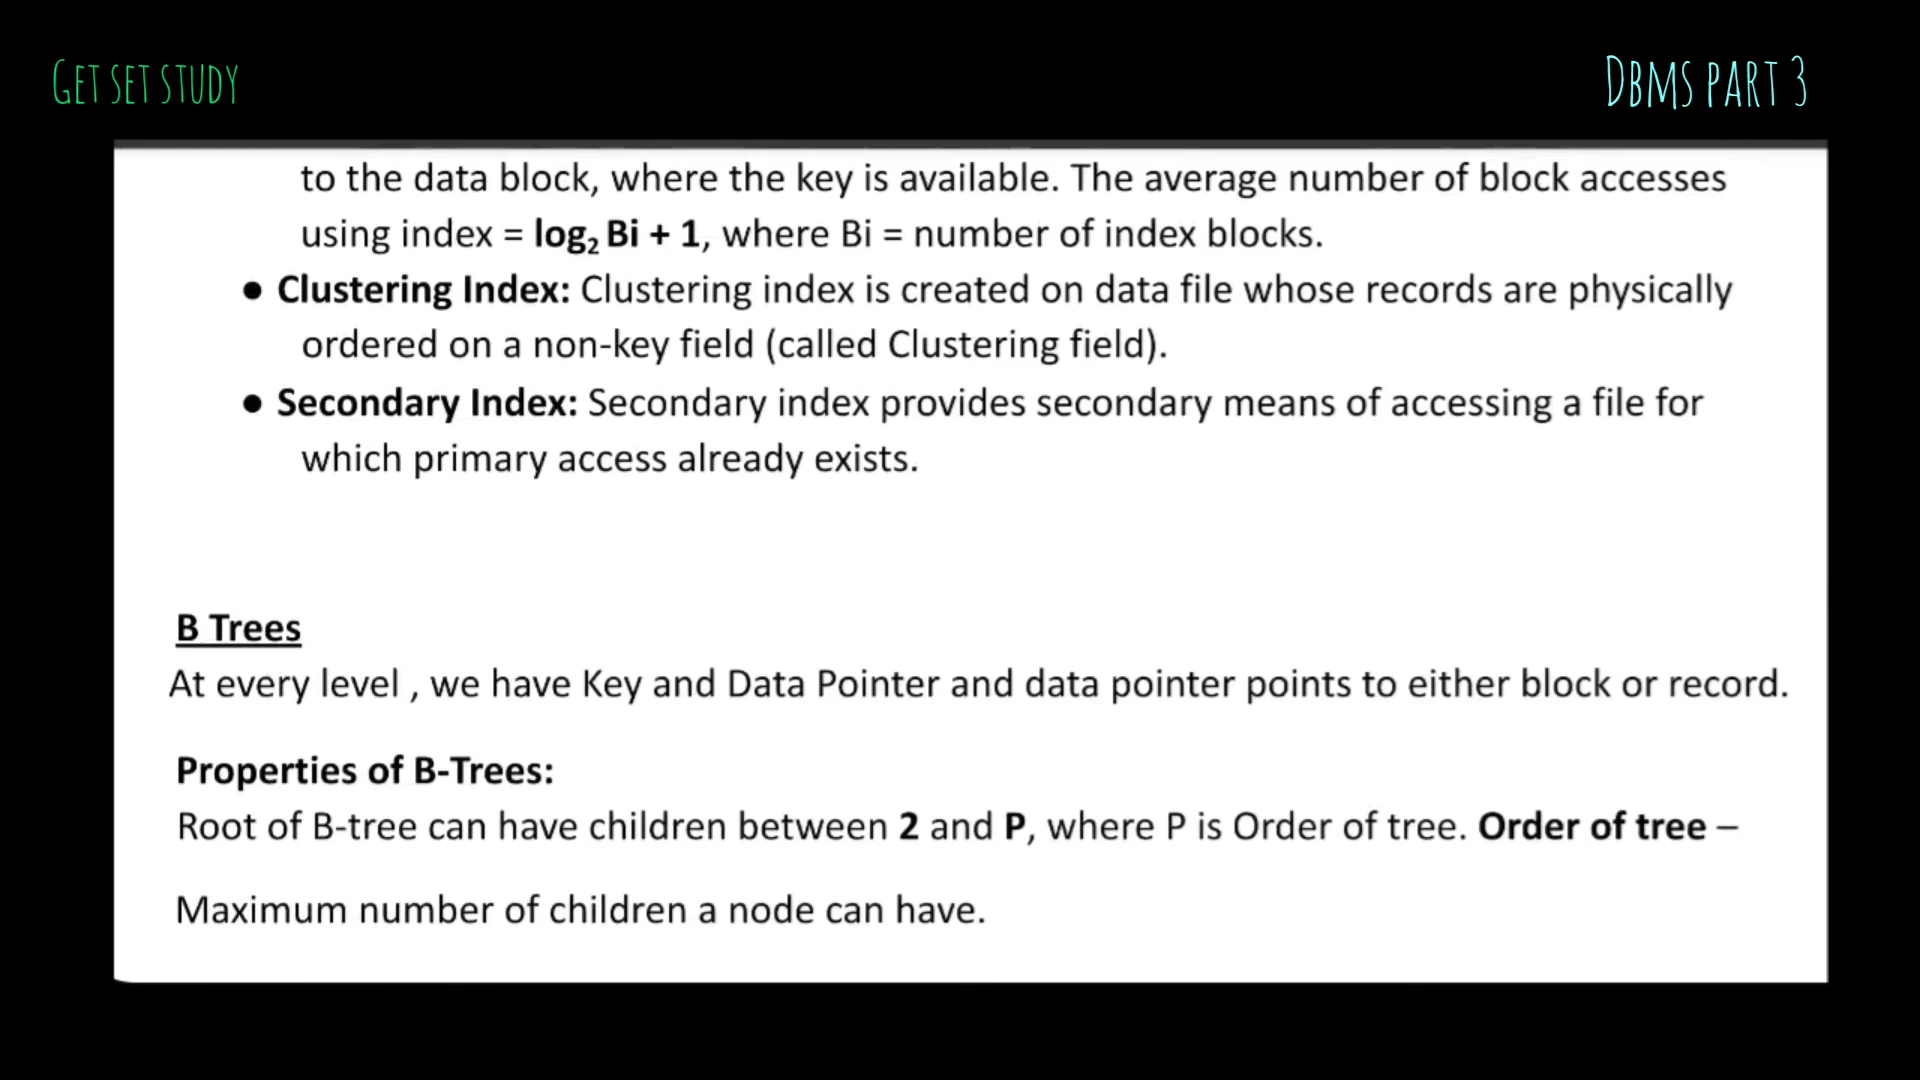 GET SET STUDY
DBMS PART 3
to the data block, where the key is available. The average number of block accesses
using index = log₂ Bi + 1, where Bi = number of index blocks.
● Clustering Index: Clustering index is created on data file whose records are physically
ordered on a non-key field (called Clustering field).
● Secondary Index: Secondary index provides secondary means of accessing a file for
which primary access already exists.
B Trees
At every level , we have Key and Data Pointer and data pointer points to either block or record.
Properties of B-Trees:
Root of B-tree can have children between 2 and P, where P is Order of tree. Order of tree –
Maximum number of children a node can have.